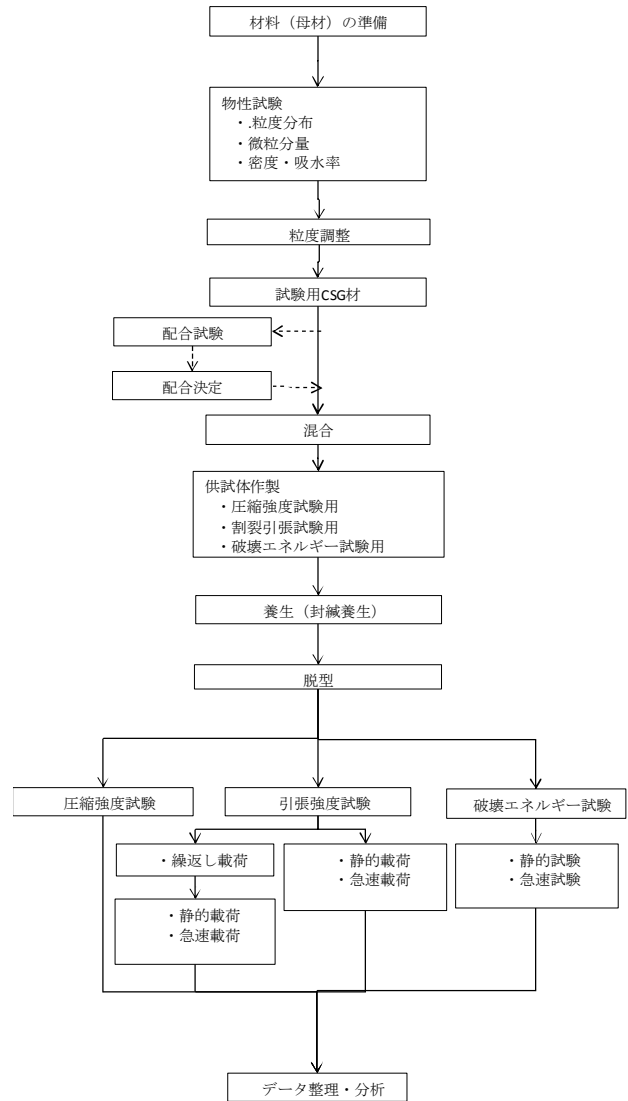 材料（母材）の準備
物性試験
・.粒度分布
・微粒分量
・密度・吸水率
粒度調整
試験用CSG材
配合試験
配合決定
混合
供試体作製
・圧縮強度試験用
・割裂引張試験用
・破壊エネルギー試験用
養生（封緘養生）
脱型
圧縮強度試験
引張強度試験
破壊エネルギー試験
・繰返し載荷
・静的載荷
・急速載荷
・静的載荷
・急速載荷
・静的試験
・急速試験
データ整理・分析